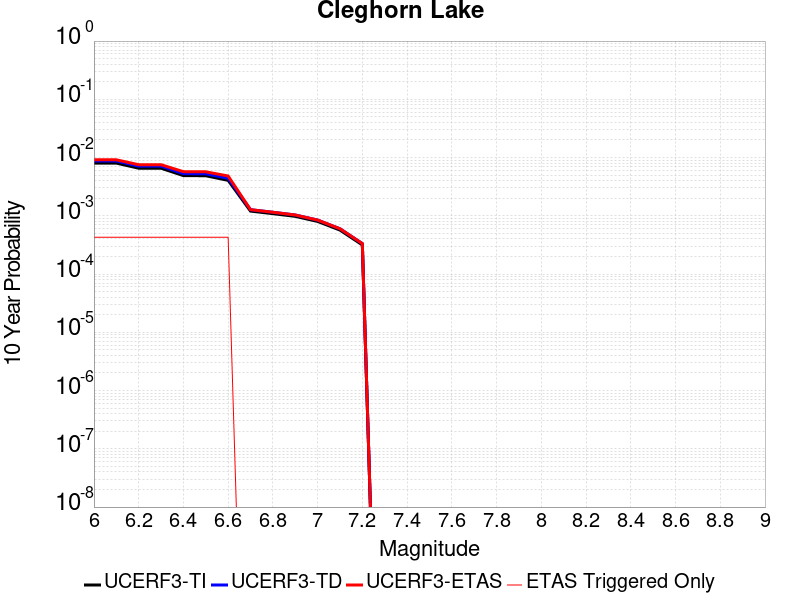 Cleghorn Lake
10^0
10^-1
10^-2
10^-3
10^-4
10^-5
10^-6
10^-7
10^-8
10 Year Probability
6 6.2 6.4 6.6 6.8 7 7.2 7.4 7.6 7.8 8 8.2 8.4 8.6 8.8 9
Magnitude
UCERF3-TI UCERF3-TD UCERF3-ETAS ETAS Triggered Only